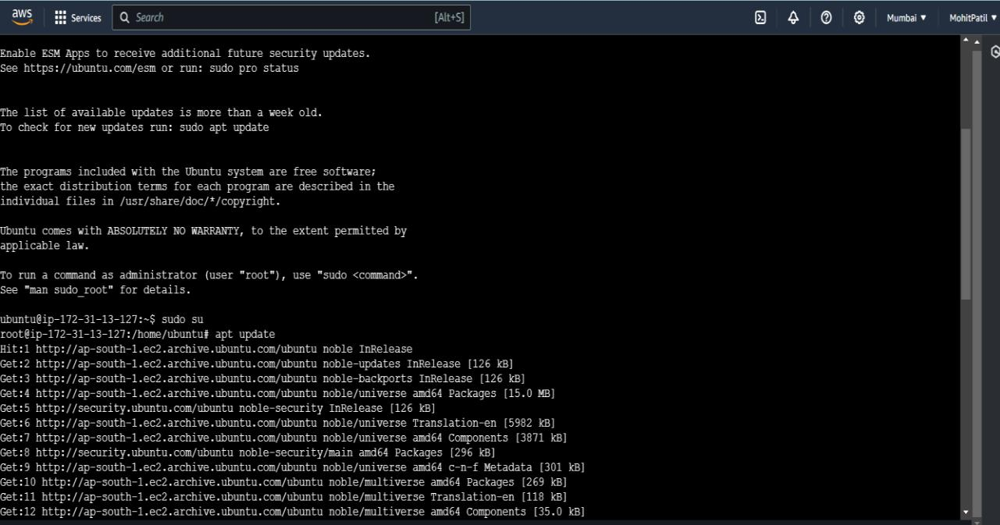 aws Services Search [Alt+S] Mumbai ▼ MohitPatil ▼
Enable ESM Apps to receive additional future security updates.
See https://ubuntu.com/esm or run: sudo pro status
The list of available updates is more than a week old.
To check for new updates run: sudo apt update
The programs included with the Ubuntu system are free software;
the exact distribution terms for each program are described in the
individual files in /usr/share/doc/*/copyright.
Ubuntu comes with ABSOLUTELY NO WARRANTY, to the extent permitted by
applicable law.
To run a command as administrator (user "root"), use "sudo <command>".
See "man sudo_root" for details.
ubuntu@ip-172-31-13-127:~$ sudo su
root@ip-172-31-13-127:/home/ubuntu# apt update
Hit:1 http://ap-south-1.ec2.archive.ubuntu.com/ubuntu noble InRelease
Get:2 http://ap-south-1.ec2.archive.ubuntu.com/ubuntu noble-updates InRelease [126 kB]
Get:3 http://ap-south-1.ec2.archive.ubuntu.com/ubuntu noble-backports InRelease [126 kB]
Get:4 http://ap-south-1.ec2.archive.ubuntu.com/ubuntu noble/universe amd64 Packages [15.0 MB]
Get:5 http://security.ubuntu.com/ubuntu noble-security InRelease [126 kB]
Get:6 http://ap-south-1.ec2.archive.ubuntu.com/ubuntu noble/universe Translation-en [5982 kB]
Get:7 http://ap-south-1.ec2.archive.ubuntu.com/ubuntu noble/universe amd64 Components [3871 kB]
Get:8 http://security.ubuntu.com/ubuntu noble-security/main amd64 Packages [296 kB]
Get:9 http://ap-south-1.ec2.archive.ubuntu.com/ubuntu noble/universe amd64 c-n-f Metadata [301 kB]
Get:10 http://ap-south-1.ec2.archive.ubuntu.com/ubuntu noble/multiverse amd64 Packages [269 kB]
Get:11 http://ap-south-1.ec2.archive.ubuntu.com/ubuntu noble/multiverse Translation-en [118 kB]
Get:12 http://ap-south-1.ec2.archive.ubuntu.com/ubuntu noble/multiverse amd64 Components [35.0 kB]